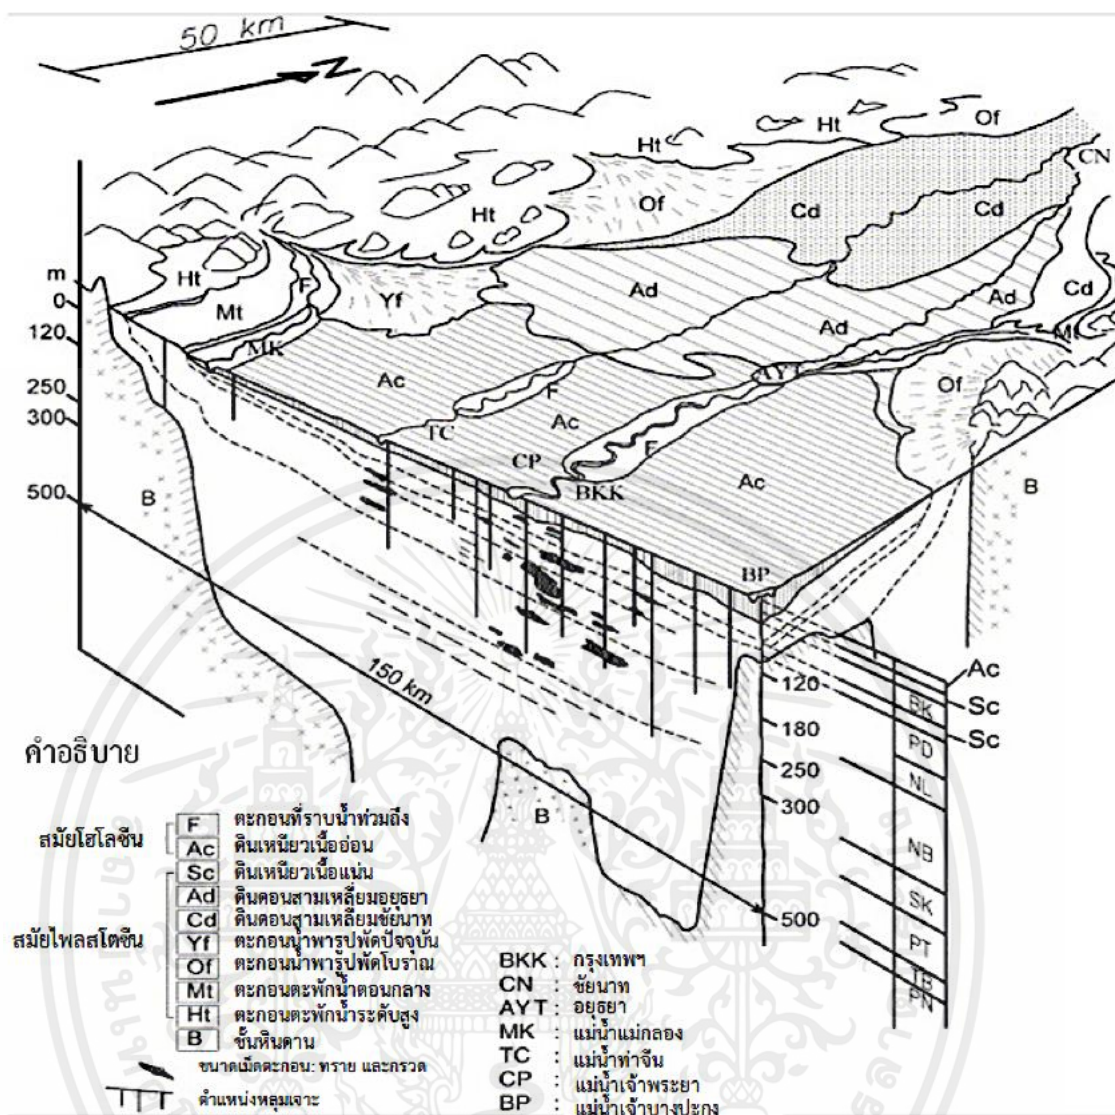 50 km
N
Ht
Of
Ht
CN
Of
Cd
Cd
Ht
Ht
F
Ad
Cd
Mt
Yf
Ad
Ad
Mt
MK
AYT
Of
Ac
F
TC
Ac
CP
F
BKK
Ac
BP
m
0
120
250
300
500
B
B
150 km
B
120
180
250
300
500
Ac
Sc
Sc
BK
PD
NL
NB
SK
PT
TB
PN
คำอธิบาย
สมัยโฮโลซีน
F ตะกอนที่ราบน้ำท่วมถึง
Ac ดินเหนียวเนื้ออ่อน
สมัยไพลสโตซีน
Sc ดินเหนียวเนื้อแน่น
Ad ดินดอนสามเหลี่ยมอยุธยา
Cd ดินดอนสามเหลี่ยมชัยนาท
Yf ตะกอนน้ำพารูปพัดปัจจุบัน
Of ตะกอนน้ำพารูปพัดโบราณ
Mt ตะกอนตะพักน้ำตอนกลาง
Ht ตะกอนตะพักน้ำระดับสูง
B ชั้นหินดาน
ขนาดเม็ดตะกอน: ทราย และกรวด
ตำแหน่งหลุมเจาะ
BKK : กรุงเทพฯ
CN : ชัยนาท
AYT : อยุธยา
MK : แม่น้ำแม่กลอง
TC : แม่น้ำท่าจีน
CP : แม่น้ำเจ้าพระยา
BP : แม่น้ำเจ้าบางปะกง